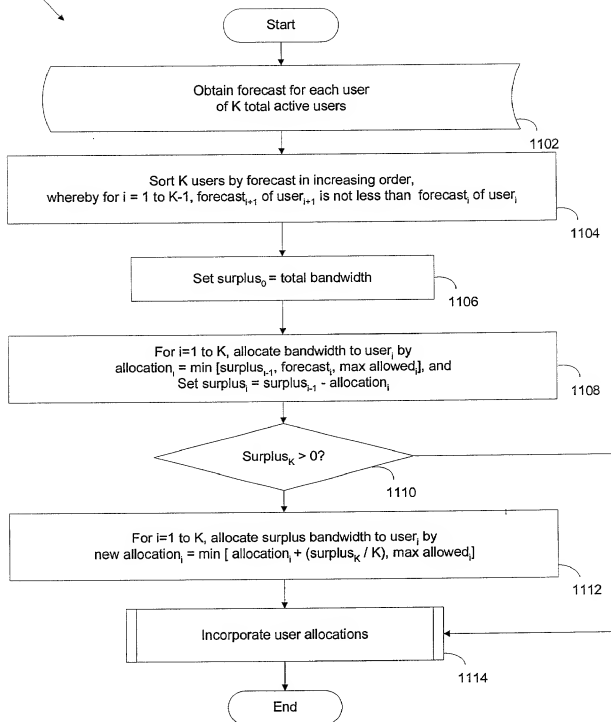 Start
Obtain forecast for each user
of K total active users
1102
Sort K users by forecast in increasing order,
whereby for i = 1 to K-1, forecastᵢ₊₁ of userᵢ₊₁ is not less than forecastᵢ of userᵢ
1104
Set surplus₀ = total bandwidth
1106
For i=1 to K, allocate bandwidth to userᵢ by
allocationᵢ = min [surplusᵢ₋₁, forecastᵢ, max allowedᵢ], and
Set surplusᵢ = surplusᵢ₋₁ - allocationᵢ
1108
Surplus_K > 0?
1110
For i=1 to K, allocate surplus bandwidth to userᵢ by
new allocationᵢ = min [ allocationᵢ + (surplus_K / K), max allowedᵢ]
1112
Incorporate user allocations
1114
End